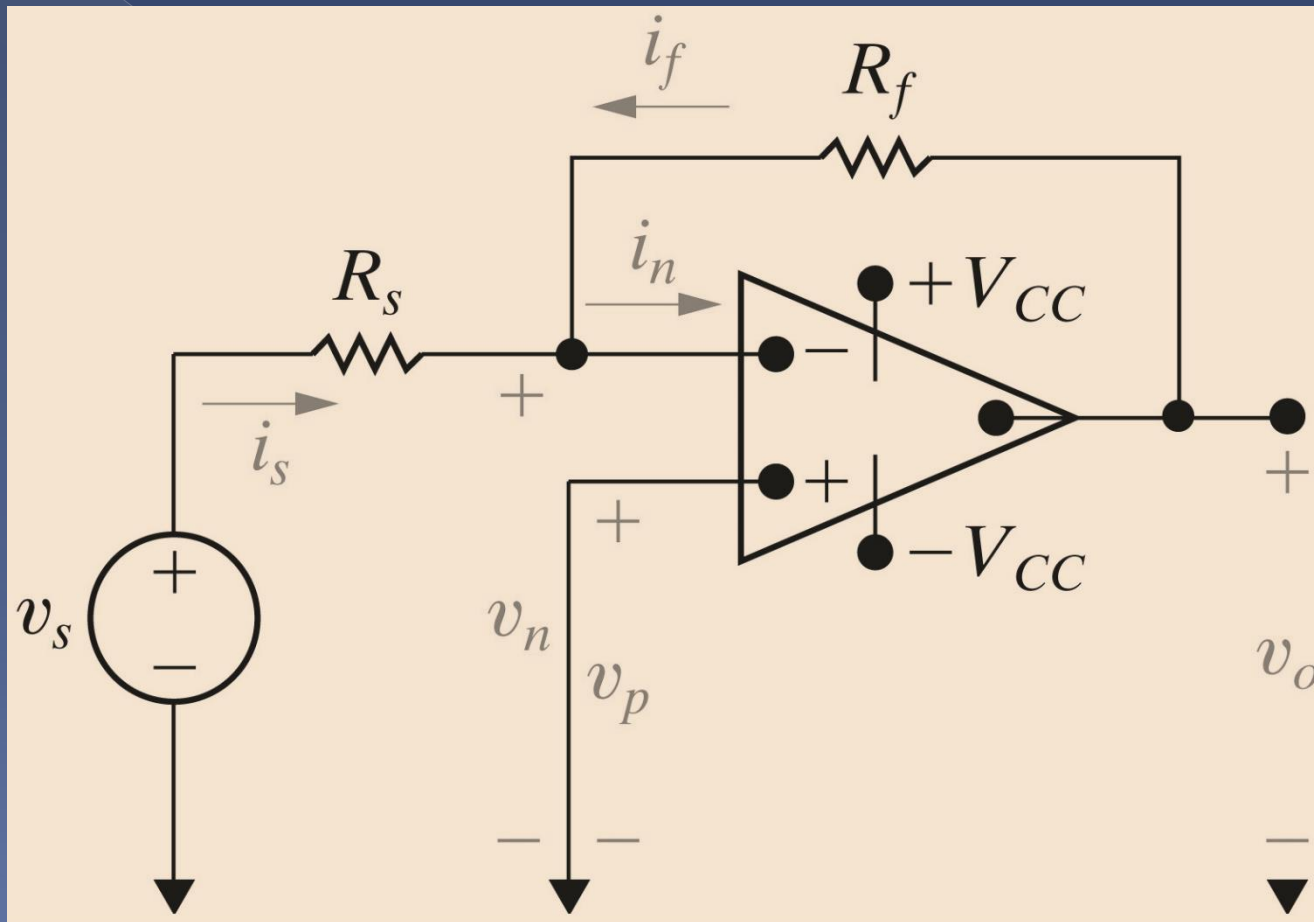 i_f
R_f
i_n
R_s
+V_CC
−
+
i_s
+
+
+
−V_CC
+
v_s
−
v_n
v_p
v_o
− −
−